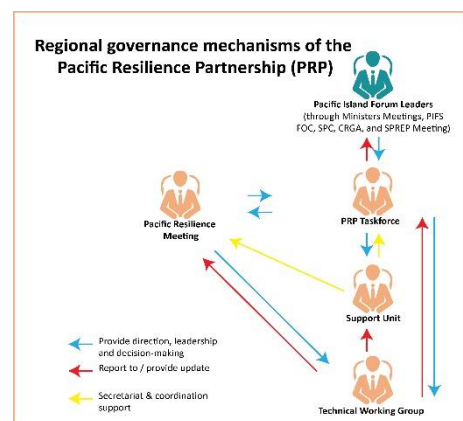 Regional governance mechanisms of the
Pacific Resilience Partnership (PRP)
Pacific Island Forum Leaders
(through Ministers Meetings, PIFS
FOC, SPC, CRGA, and SPREP Meeting)
Pacific Resilience
Meeting
PRP Taskforce
Support Unit
Technical Working Group
Provide direction, leadership
and decision-making
Report to / provide update
Secretariat & coordination
support